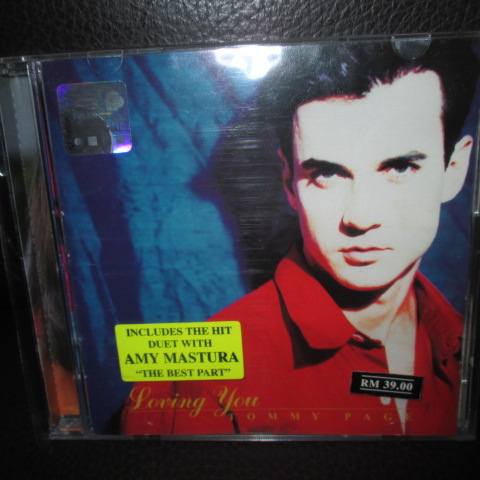 INCLUDES THE HIT
DUET WITH
AMY MASTURA
"THE BEST PART"
RM 39.00
Loving You
TOMMY PAGE